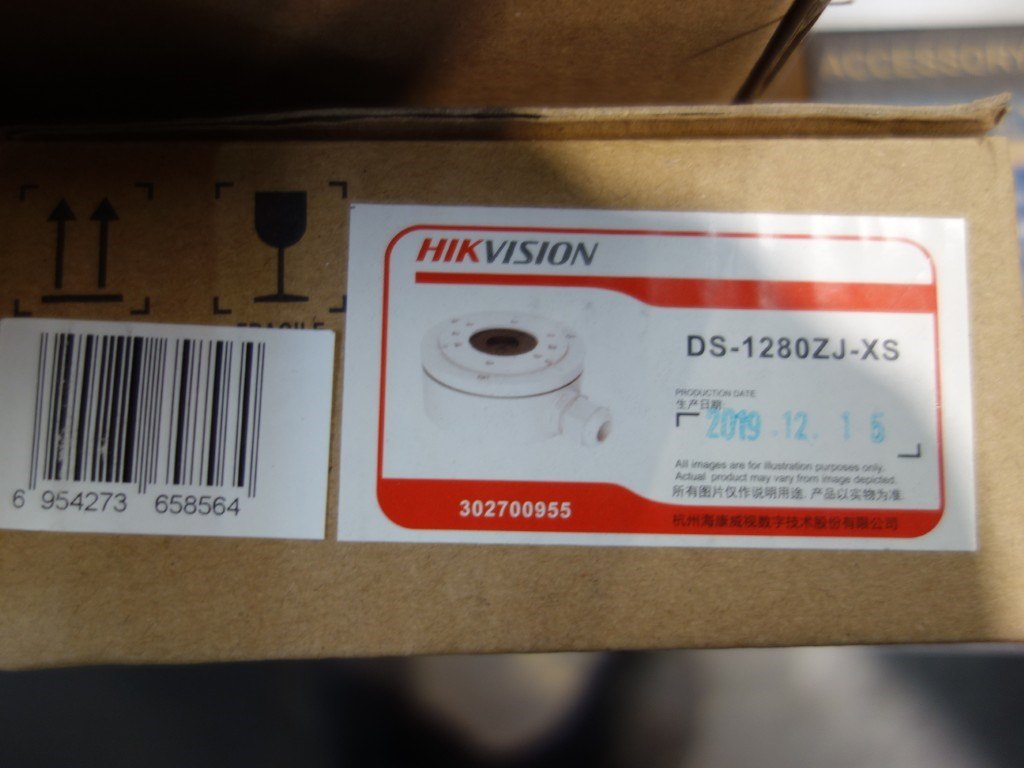 ACCESSORY
FRAGILE
HIKVISION
DS-1280ZJ-XS
PRODUCTION DATE
生产日期:
2019.12.15
All images are for illustration purposes only.
Actual product may vary from image depicted.
所有图片仅作说明用途, 产品以实物为准.
302700955
杭州海康威视数字技术股份有限公司
6 954273 658564